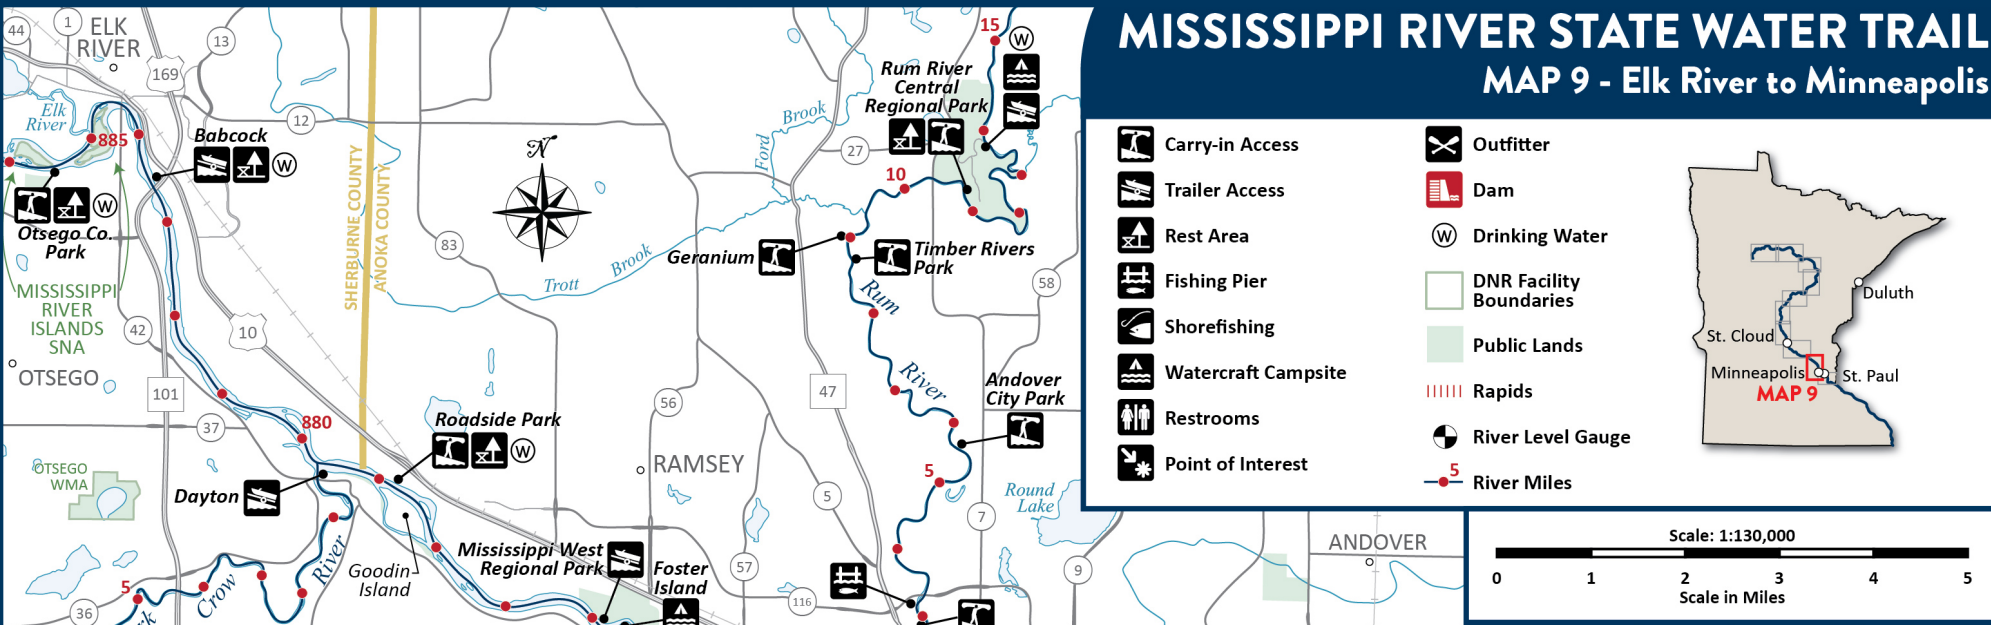 MISSISSIPPI RIVER STATE WATER TRAIL
MAP 9 - Elk River to Minneapolis
Carry-in Access
Trailer Access
Rest Area
Fishing Pier
Shorefishing
Watercraft Campsite
Restrooms
Point of Interest
Outfitter
Dam
W
Drinking Water
DNR Facility
Boundaries
Public Lands
Rapids
River Level Gauge
5
River Miles
Duluth
St. Cloud
Minneapolis
St. Paul
MAP 9
Scale: 1:130,000
0 1 2 3 4 5
Scale in Miles
44
1
ELK
RIVER
13
169
Elk
River
885
Babcock
W
12
W
Otsego Co.
Park
MISSISSIPPI
RIVER
ISLANDS
SNA
OTSEGO
42
10
101
37
880
OTSEGO
WMA
Dayton
5
36
rk
Crow
River
SHERBURNE COUNTY
ANOKA COUNTY
83
N
Trott
Brook
Ford
Brook
27
Rum River
Central
Regional Park
15
W
10
Geranium
Timber Rivers
Park
Rum
River
58
47
56
Andover
City Park
RAMSEY
Roadside Park
W
5
5
7
Round
Lake
Goodin
Island
Mississippi West
Regional Park
Foster
Island
57
116
9
ANDOVER